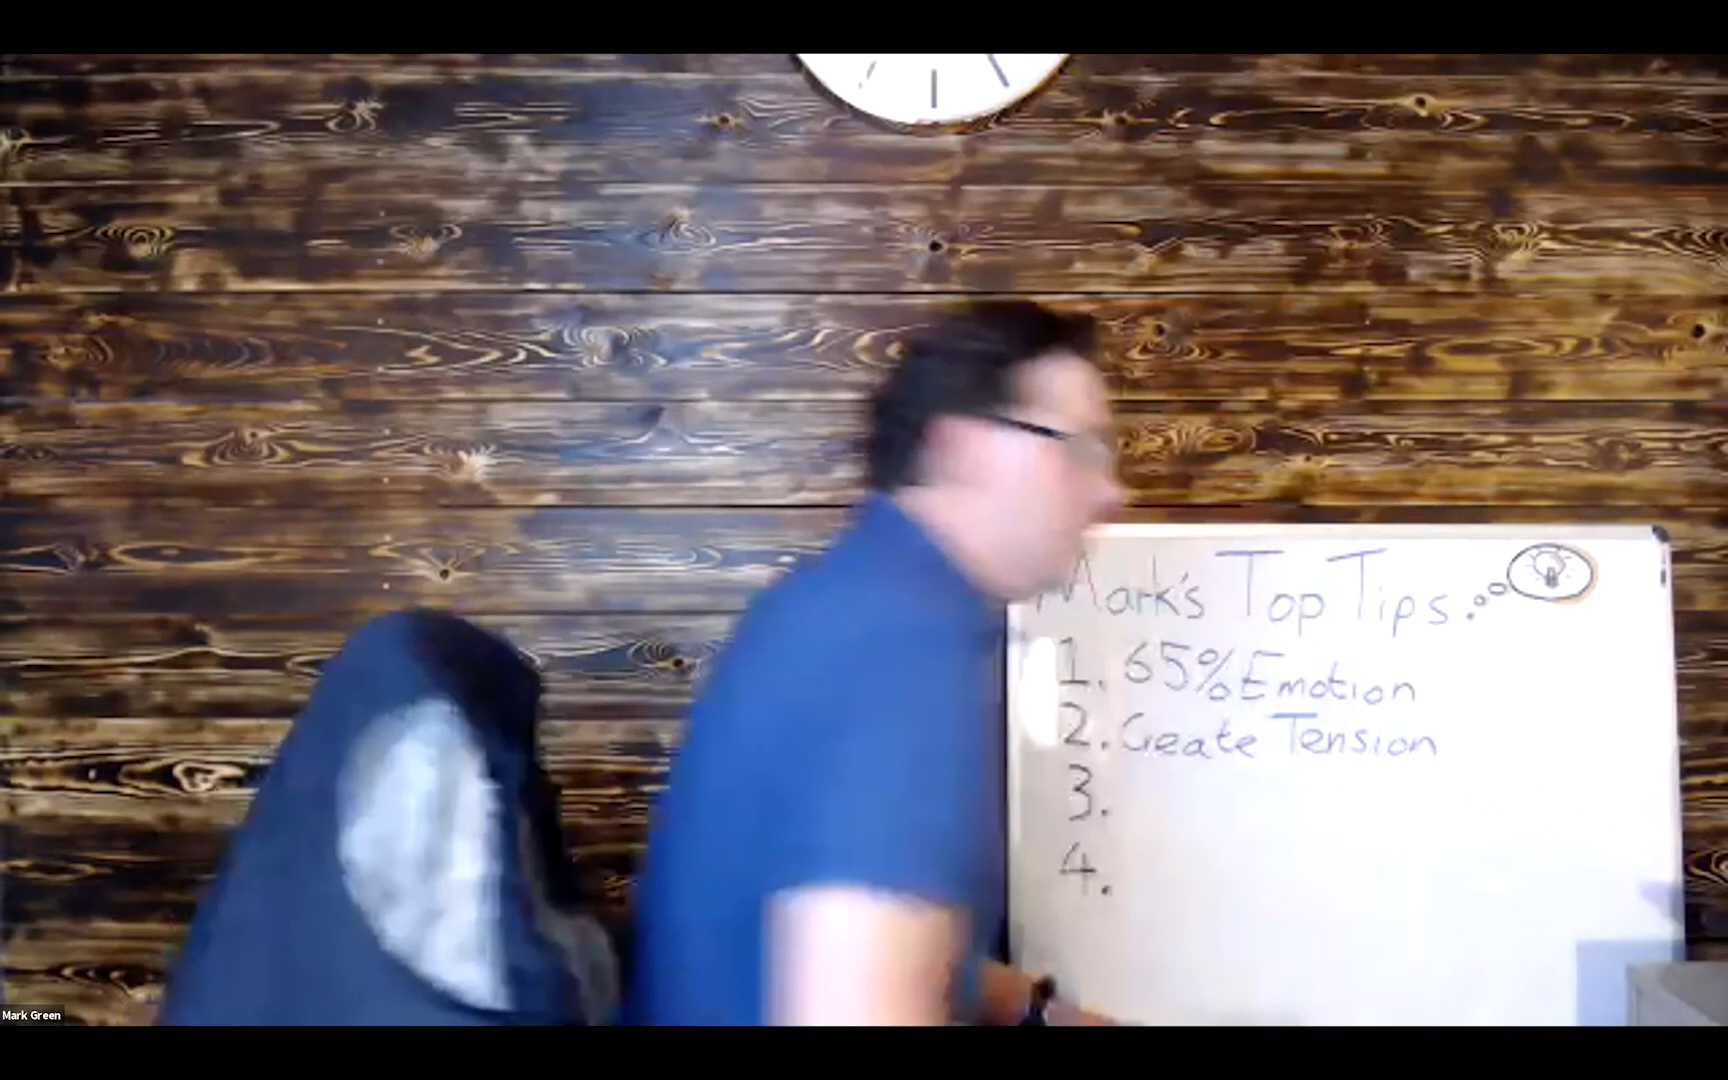 Mark's Top Tips
1. 65% Emotion
2. Create Tension
3.
4.
Mark Green